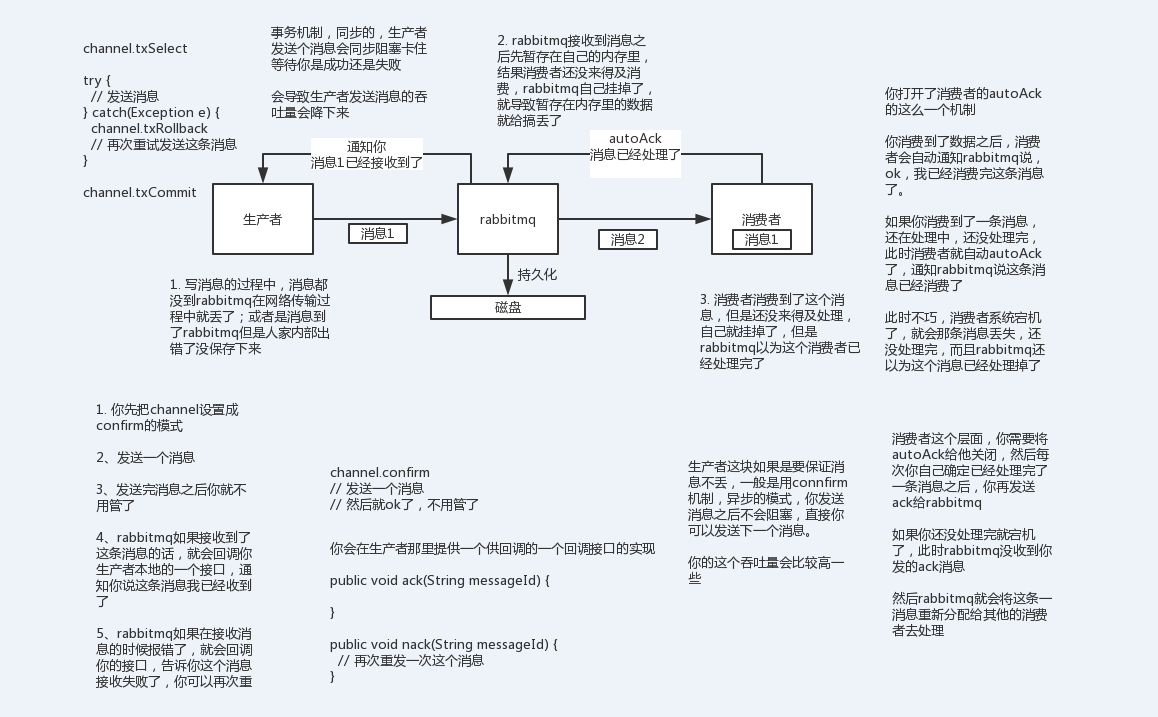 channel.txSelect
try {
// 发送消息
} catch(Exception e) {
channel.txRollback
// 再次重试发送这条消息
}
channel.txCommit
事务机制，同步的，生产者
发送个消息会同步阻塞卡住
等待你是成功还是失败
会导致生产者发送消息的吞
吐量会降下来
2. rabbitmq接收到消息之
后先暂存在自己的内存里，
结果消费者还没来得及消
费，rabbitmq自己挂掉了，
就导致暂存在内存里的数据
就给搞丢了
通知你
消息1已经接收到了
autoAck
消息已经处理了
生产者
消息1
rabbitmq
消息2
消费者
消息1
持久化
磁盘
1. 写消息的过程中，消息都
没到rabbitmq在网络传输过
程中就丢了；或者是消息到
了rabbitmq但是人家内部出
错了没保存下来
3. 消费者消费到了这个消
息，但是还没来得及处理，
自己就挂掉了，但是
rabbitmq以为这个消费者已
经处理完了
你打开了消费者的autoAck
的这么一个机制
你消费到了数据之后，消费
者会自动通知rabbitmq说，
ok，我已经消费完这条消息
了。
如果你消费到了一条消息，
还在处理中，还没处理完，
此时消费者就自动autoAck
了，通知rabbitmq说这条消
息已经消费了
此时不巧，消费者系统宕机
了，就会那条消息丢失，还
没处理完，而且rabbitmq还
以为这个消息已经处理掉了
1. 你先把channel设置成
confirm的模式
2、发送一个消息
3、发送完消息之后你就不
用管了
4、rabbitmq如果接收到了
这条消息的话，就会回调你
生产者本地的一个接口，通
知你说这条消息我已经收到
了
5、rabbitmq如果在接收消
息的时候报错了，就会回调
你的接口，告诉你这个消息
接收失败了，你可以再次重
channel.confirm
// 发送一个消息
// 然后就ok了，不用管了
你会在生产者那里提供一个供回调的一个回调接口的实现
public void ack(String messageId) {
}
public void nack(String messageId) {
// 再次重发一次这个消息
}
生产者这块如果是要保证消
息不丢，一般是用connfirm
机制，异步的模式，你发送
消息之后不会阻塞，直接你
可以发送下一个消息。
你的这个吞吐量会比较高一
些
消费者这个层面，你需要将
autoAck给他关闭，然后每
次你自己确定已经处理完了
一条消息之后，你再发送
ack给rabbitmq
如果你还没处理完就宕机
了，此时rabbitmq没收到你
发的ack消息
然后rabbitmq就会将这条一
消息重新分配给其他的消费
者去处理